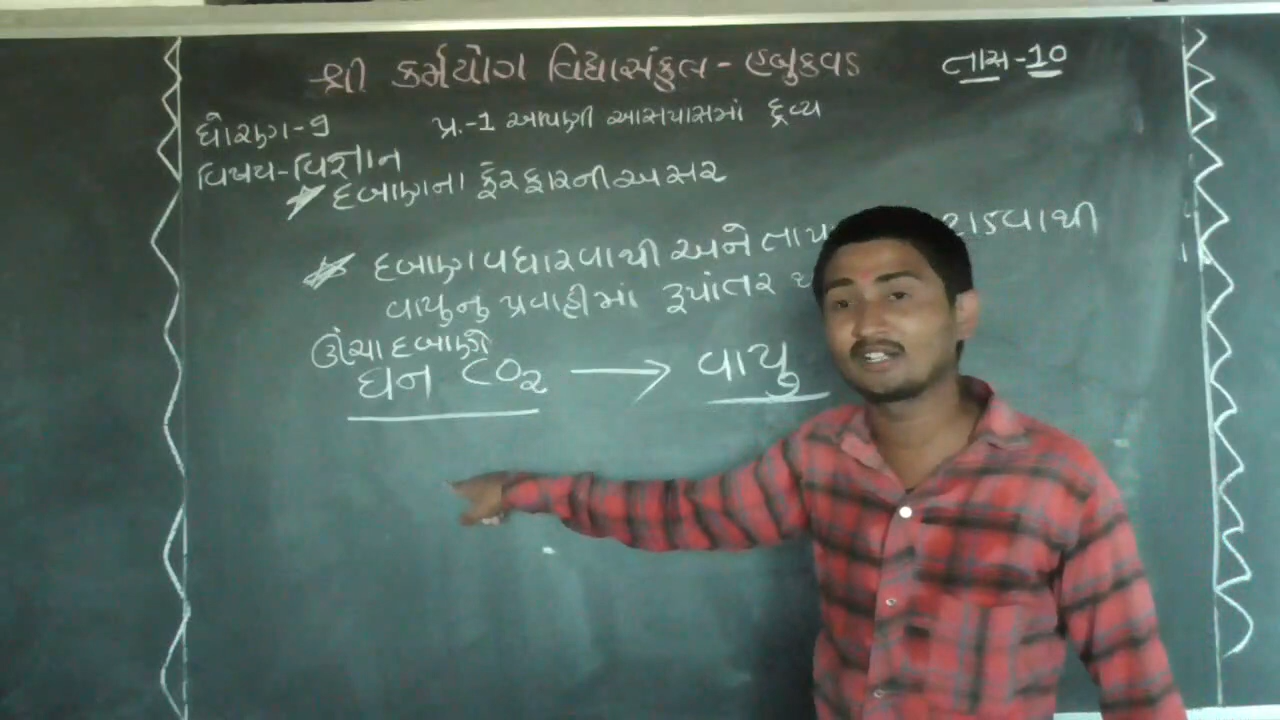 શ્રી કર્મયોગ વિદ્યાસંકુલ - હબુકવડ
તાસ-10
ધોરણ-9
પ્ર.-1 આપણી આસપાસમાં દ્રવ્ય
વિષય-વિજ્ઞાન
દબાણના ફેરફારની અસર
દબાણ વધારવાથી અને
વાયુનુ પ્રવાહીમાં રૂપાંતર
ઊંચા દબાણે
ઘન CO₂ → વાયુ